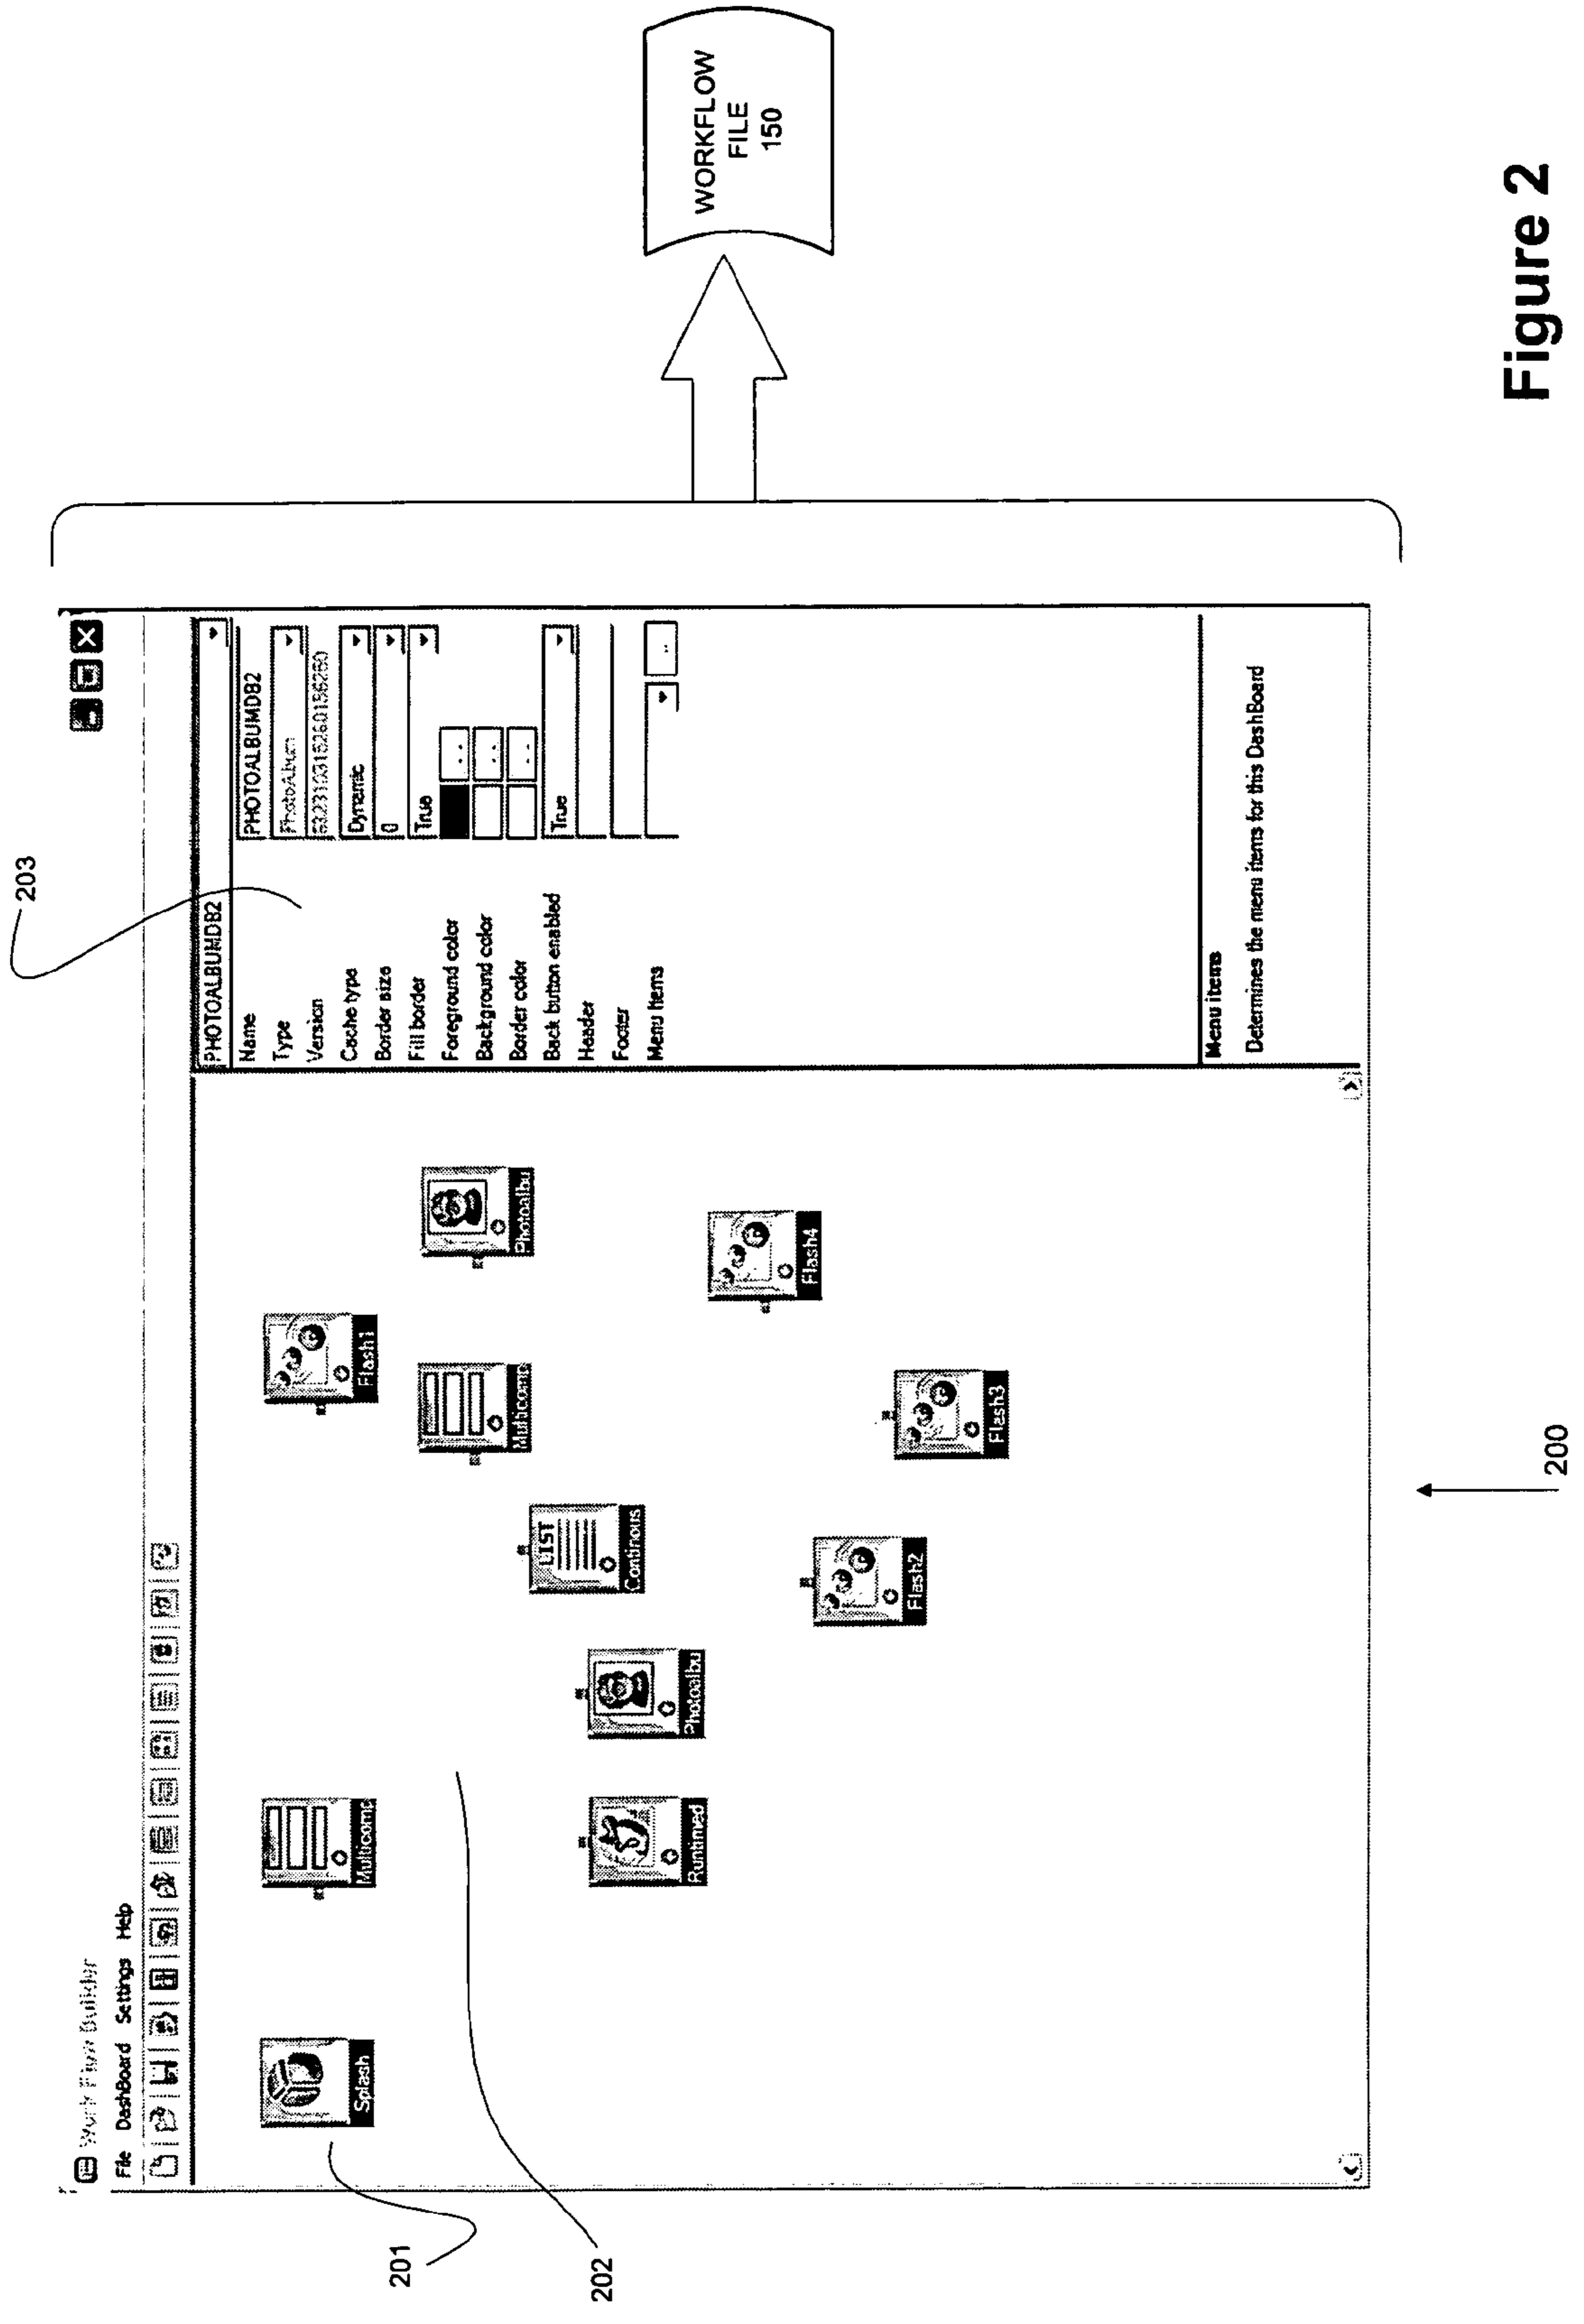 203
Work Flow Builder
File DashBoard Settings Help
PHOTOALBUMDB2
Name PHOTOALBUMDB2
Type PhotoAlbum
Version
Cache type Dynamic
Border size 0
Fill border True
Foreground color
Background color
Border color
Back button enabled True
Header
Footer
Menu Items
Menu items
Determines the menu items for this DashBoard
Splash
Multicomp
Flash1
Multicomp
Photoalbu
Continous
Runtimed
Photoalbu
Flash4
Flash2
Flash3
LIST
201
202
200
WORKFLOW
FILE
150
Figure 2